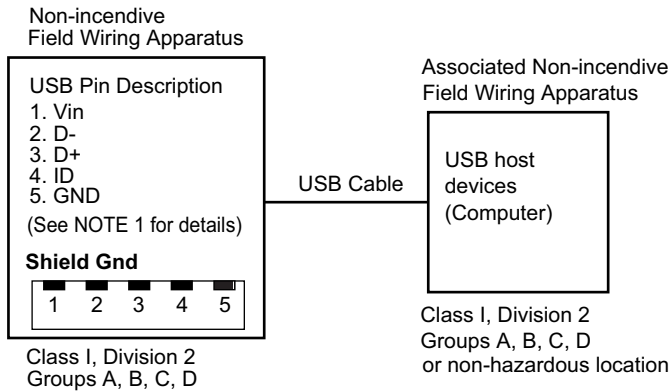 Non-incendive
Field Wiring Apparatus
USB Pin Description
1. Vin
2. D-
3. D+
4. ID
5. GND
(See NOTE 1 for details)
Shield Gnd
1 2 3 4 5
Class I, Division 2
Groups A, B, C, D
USB Cable
Associated Non-incendive
Field Wiring Apparatus
USB host
devices
(Computer)
Class I, Division 2
Groups A, B, C, D
or non-hazardous location